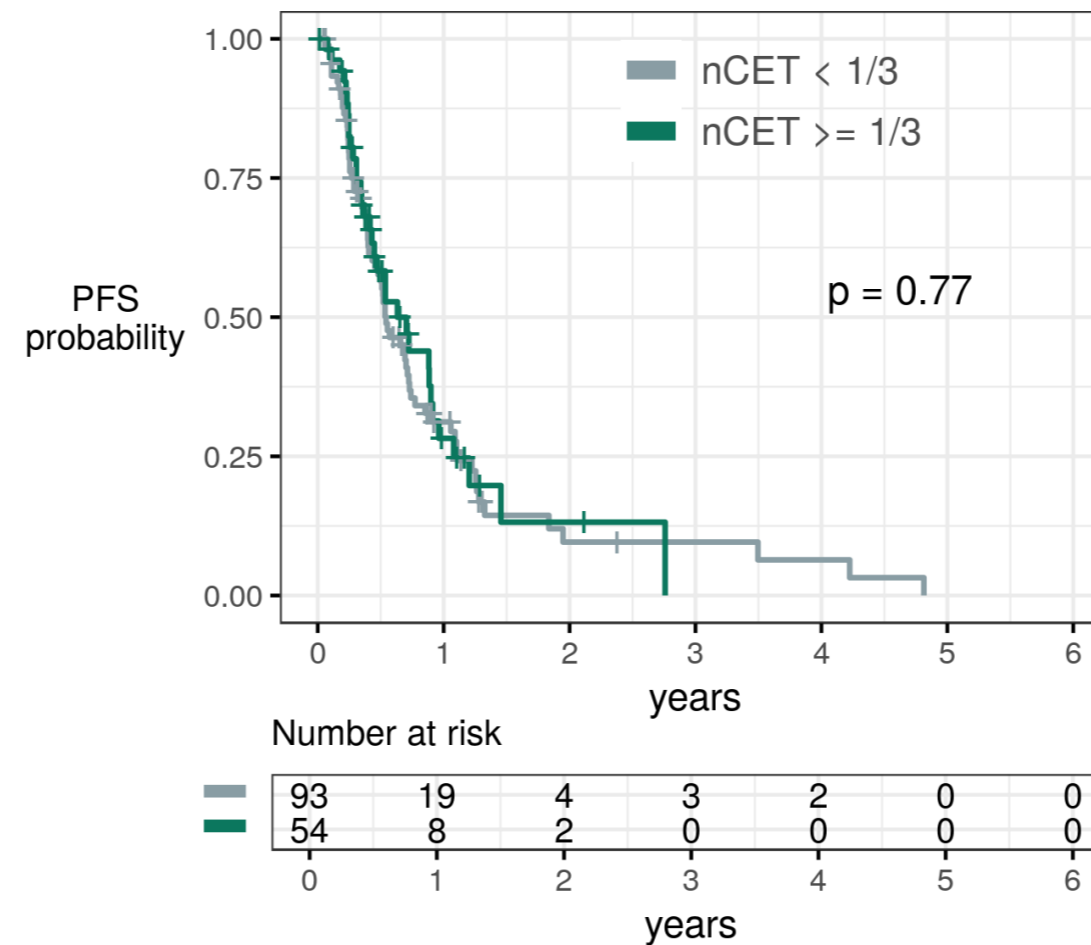 1.00
0.75
0.50
0.25
0.00
PFS
probability
nCET < 1/3
nCET >= 1/3
p = 0.77
0 1 2 3 4 5 6
years
Number at risk
93 19 4 3 2 0 0
54 8 2 0 0 0 0
0 1 2 3 4 5 6
years